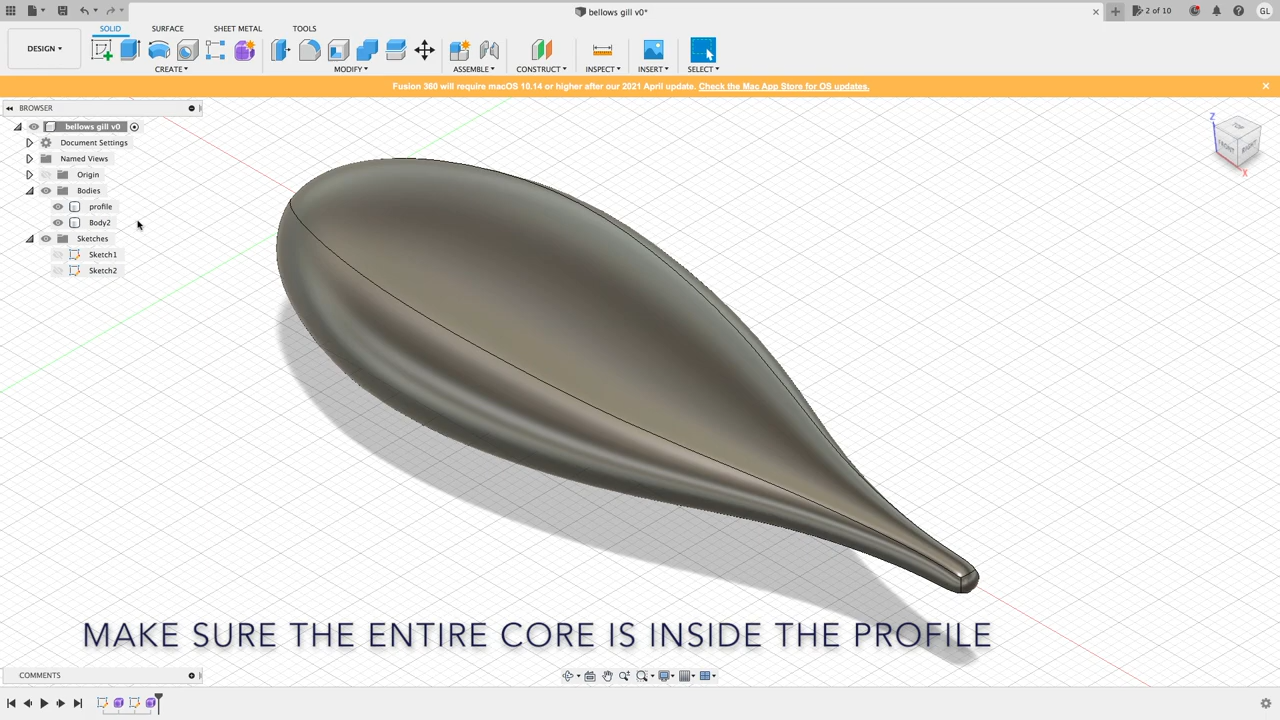 bellows gill v0*
2 of 10
GL
DESIGN
SOLID
SURFACE
SHEET METAL
TOOLS
CREATE
MODIFY
ASSEMBLE
CONSTRUCT
INSPECT
INSERT
SELECT
Fusion 360 will require macOS 10.14 or higher after our 2021 April update. Check the Mac App Store for OS updates.
BROWSER
bellows gill v0
Document Settings
Named Views
Origin
Bodies
profile
Body2
Sketches
Sketch1
Sketch2
Z
TOP
FRONT
RIGHT
X
MAKE SURE THE ENTIRE CORE IS INSIDE THE PROFILE
COMMENTS